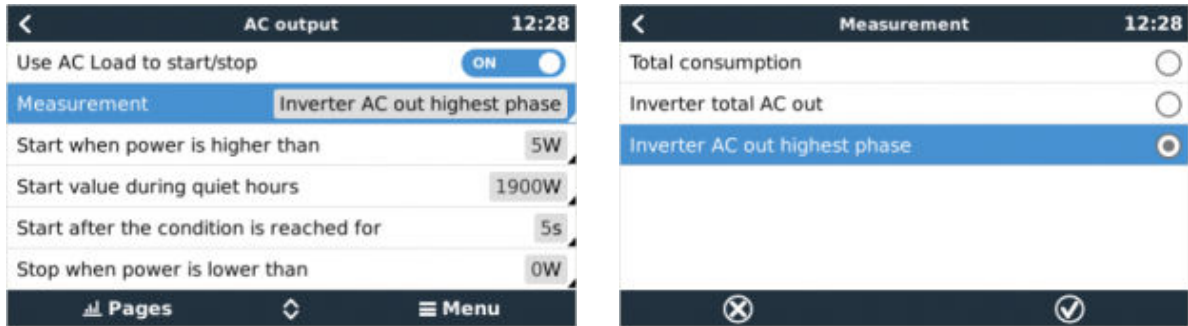 AC output 12:28
Use AC Load to start/stop ON
Measurement Inverter AC out highest phase
Start when power is higher than 5W
Start value during quiet hours 1900W
Start after the condition is reached for 5s
Stop when power is lower than 0W
Pages Menu
Measurement 12:28
Total consumption
Inverter total AC out
Inverter AC out highest phase